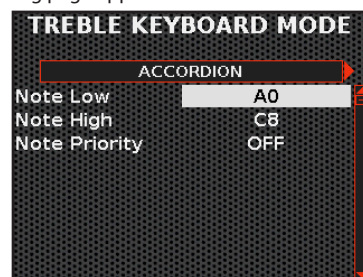 TREBLE KEYBOARD MODE
ACCORDION
Note Low A0
Note High C8
Note Priority OFF